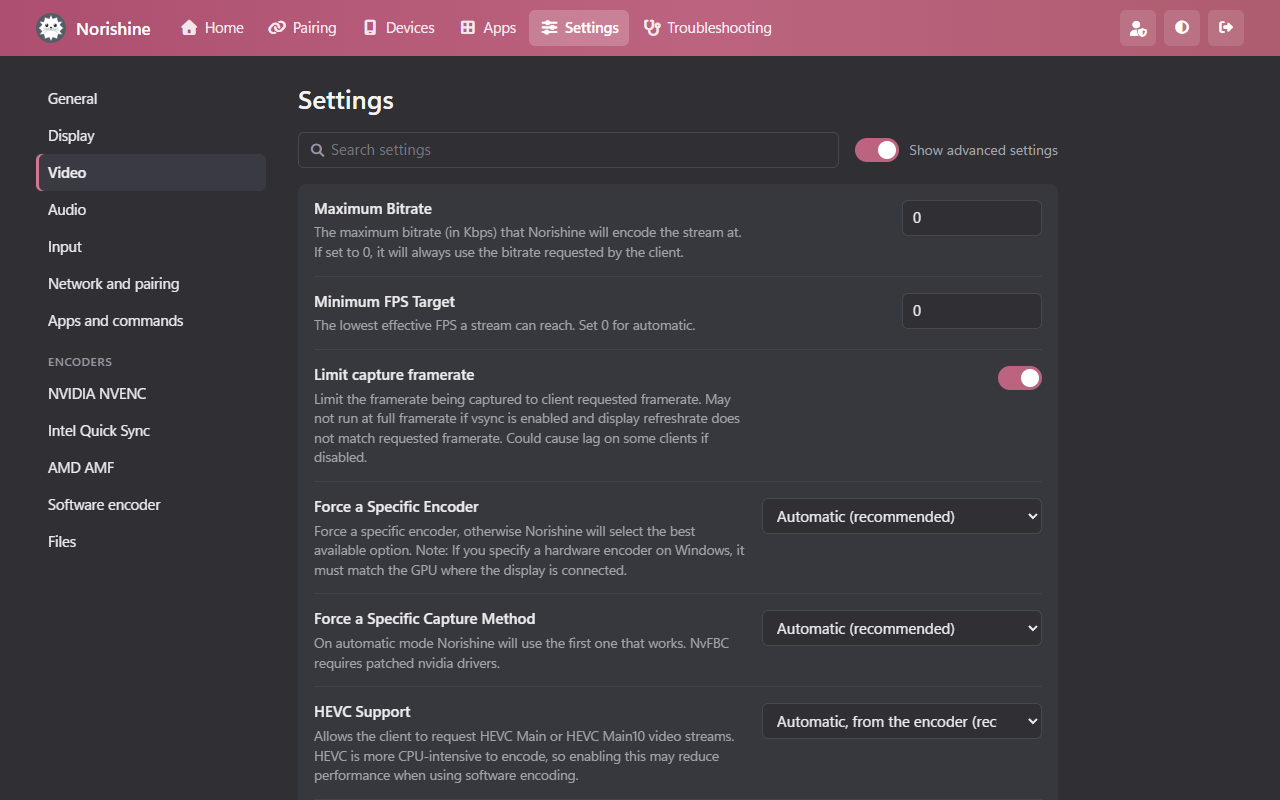 Norishine
Home
Pairing
Devices
Apps
Settings
Troubleshooting
General
Display
Video
Audio
Input
Network and pairing
Apps and commands
ENCODERS
NVIDIA NVENC
Intel Quick Sync
AMD AMF
Software encoder
Files
Settings
Search settings
Show advanced settings
Maximum Bitrate
The maximum bitrate (in Kbps) that Norishine will encode the stream at.
If set to 0, it will always use the bitrate requested by the client.
0
Minimum FPS Target
The lowest effective FPS a stream can reach. Set 0 for automatic.
0
Limit capture framerate
Limit the framerate being captured to client requested framerate. May
not run at full framerate if vsync is enabled and display refreshrate does
not match requested framerate. Could cause lag on some clients if
disabled.
Force a Specific Encoder
Force a specific encoder, otherwise Norishine will select the best
available option. Note: If you specify a hardware encoder on Windows, it
must match the GPU where the display is connected.
Automatic (recommended)
Force a Specific Capture Method
On automatic mode Norishine will use the first one that works. NvFBC
requires patched nvidia drivers.
Automatic (recommended)
HEVC Support
Allows the client to request HEVC Main or HEVC Main10 video streams.
HEVC is more CPU-intensive to encode, so enabling this may reduce
performance when using software encoding.
Automatic, from the encoder (rec